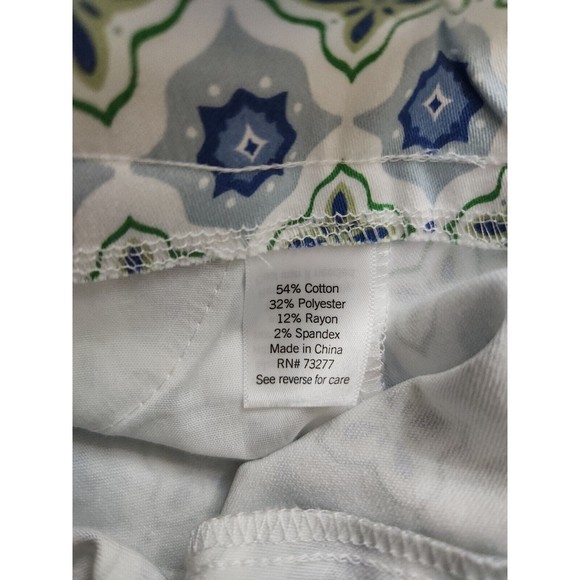 54% Cotton
32% Polyester
12% Rayon
2% Spandex
Made in China
RN# 73277
See reverse for care